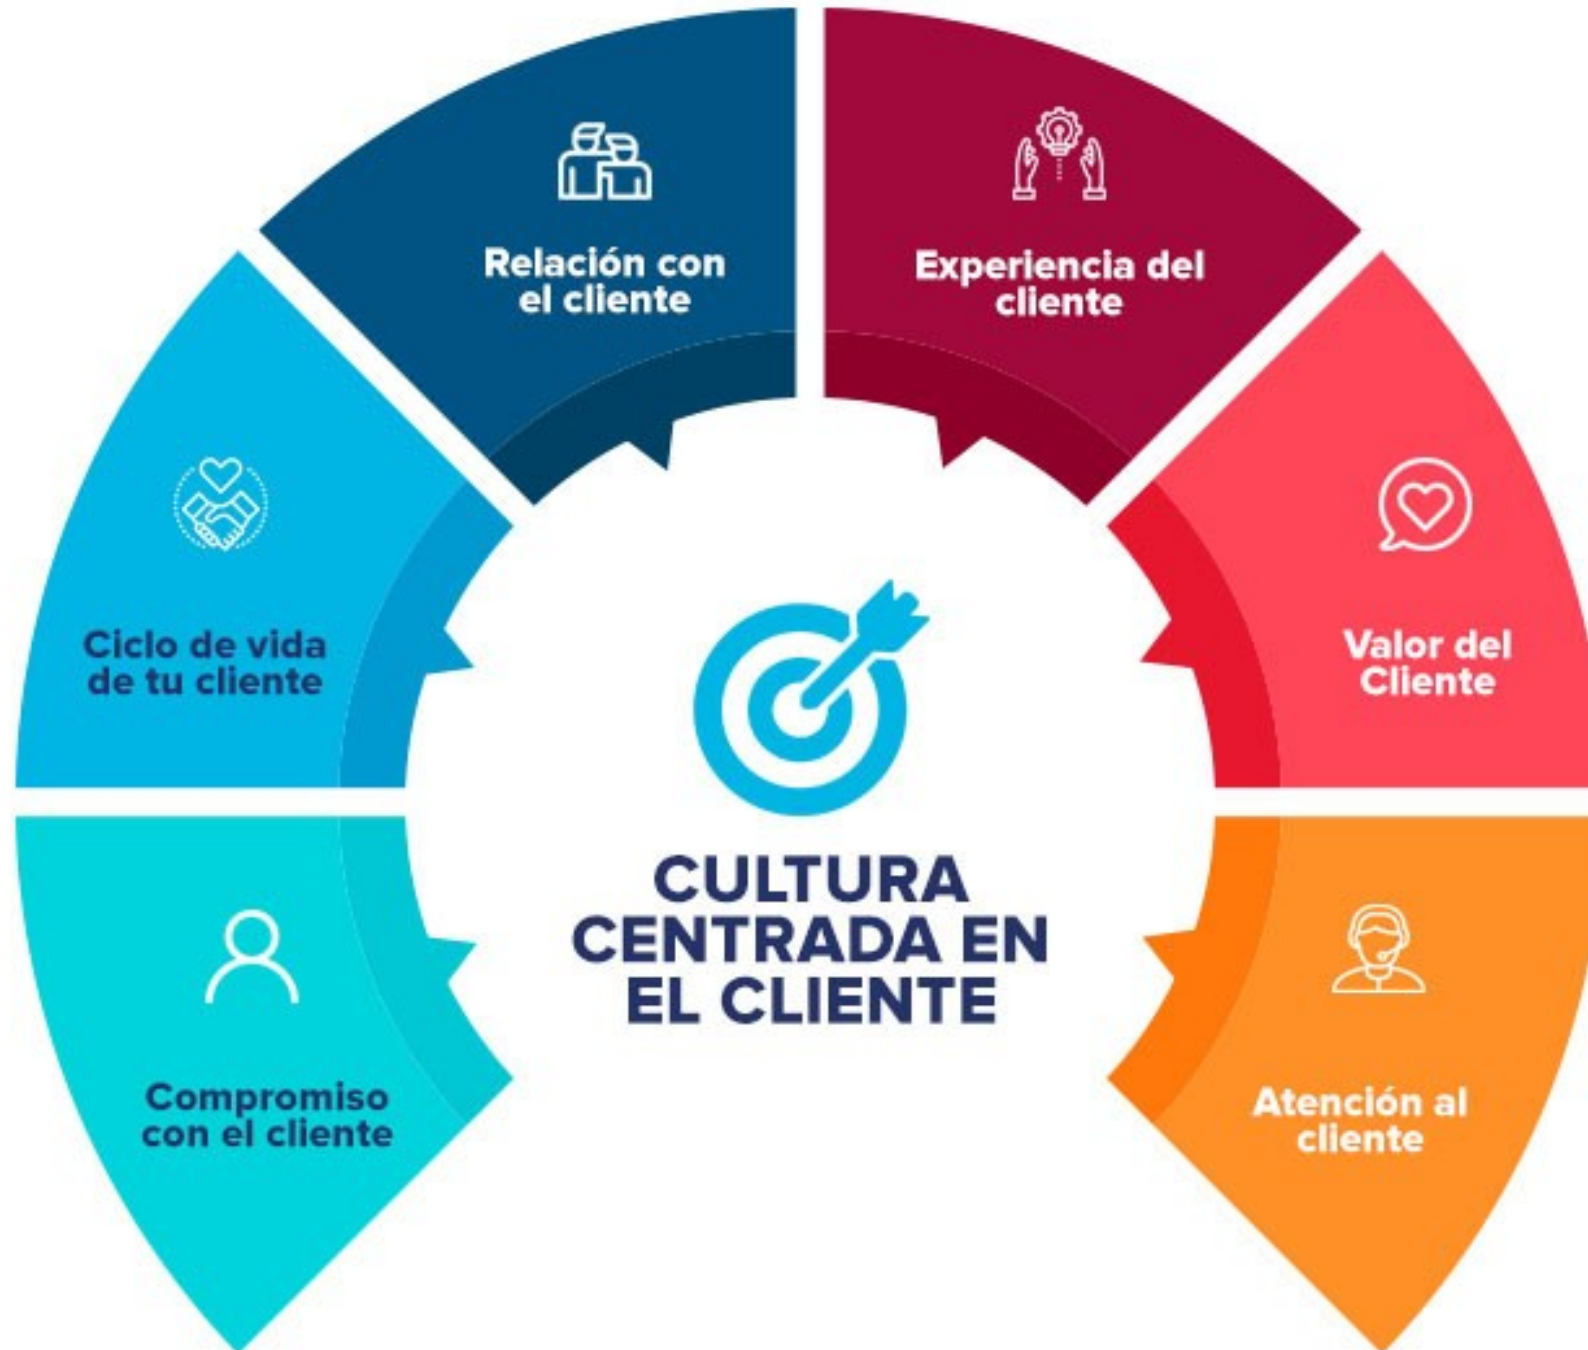 Relación con
el cliente
Experiencia del
cliente
Ciclo de vida
de tu cliente
Valor del
Cliente
CULTURA
CENTRADA EN
EL CLIENTE
Compromiso
con el cliente
Atención al
cliente